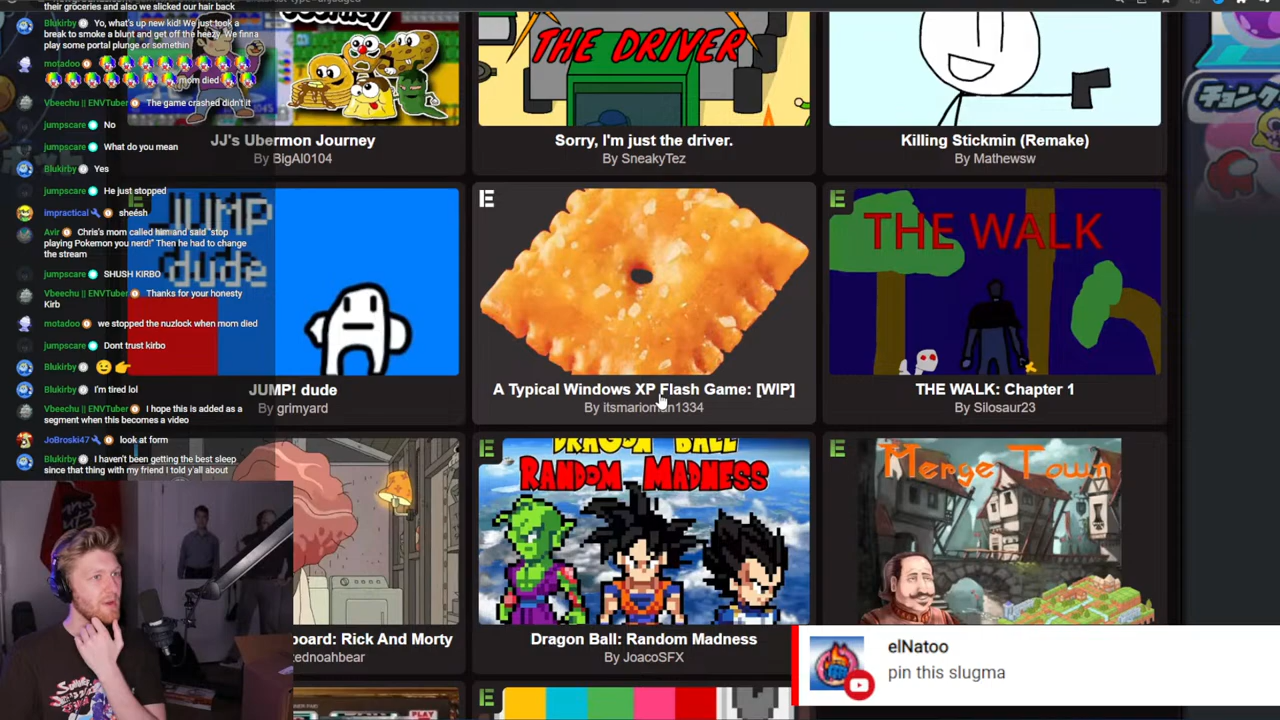 their groceries and also we slicked our hair back
Blukirby Yo, what's up new kid! We just took a
break to smoke a blunt and get off the heezy. We finna
play some portal plunge or somethin
motadoo
mom died
Vbeechu || ENVTuber The game crashed didn't it
jumpscare No
jumpscare What do you mean
Blukirby Yes
jumpscare He just stopped
impractical sheesh
Avir Chris's mom called him and said "stop
playing Pokemon you nerd!" Then he had to change
the stream
jumpscare SHUSH KIRBO
Vbeechu || ENVTuber Thanks for your honesty
Kirb
motadoo we stopped the nuzlock when mom died
jumpscare Dont trust kirbo
Blukirby
Blukirby I'm tired lol
Vbeechu || ENVTuber I hope this is added as a
segment when this becomes a video
JoBroski47 look at form
Blukirby I haven't been getting the best sleep
since that thing with my friend I told y'all about
JJ's Ubermon Journey
By BigAl0104
THE DRIVER
Sorry, I'm just the driver.
By SneakyTez
Killing Stickmin (Remake)
By Mathewsw
E
JUMP
dude
JUMP! dude
By grimyard
E
A Typical Windows XP Flash Game: [WIP]
By itsmarioman1334
E
THE WALK
THE WALK: Chapter 1
By Silosaur23
board: Rick And Morty
ednoahbear
E
DRAGON BALL
RANDOM MADNESS
Dragon Ball: Random Madness
By JoacoSFX
E
Merge Town
E
PLAY
チョンク
elNatoo
pin this slugma